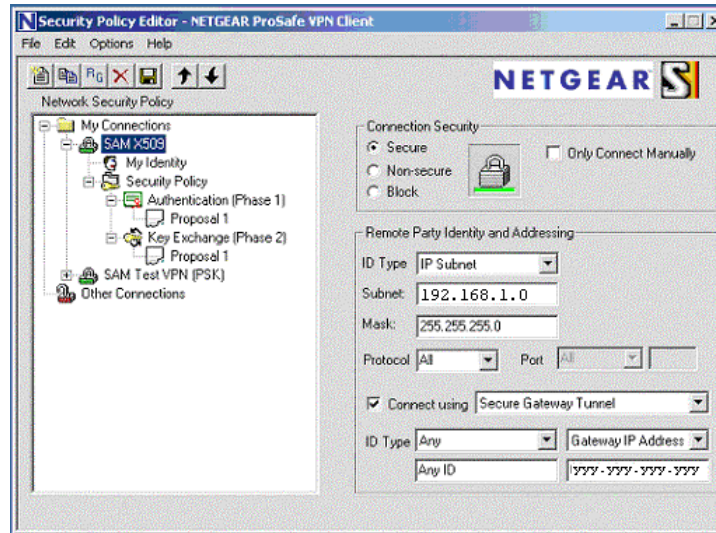 Security Policy Editor - NETGEAR ProSafe VPN Client
File Edit Options Help
RG
Network Security Policy
NETGEAR S
My Connections
SAM X509
My Identity
Security Policy
Authentication (Phase 1)
Proposal 1
Key Exchange (Phase 2)
Proposal 1
SAM Test VPN (PSK)
Other Connections
Connection Security
Secure
Non-secure
Block
Only Connect Manually
Remote Party Identity and Addressing
ID Type IP Subnet
Subnet: 192.168.1.0
Mask: 255.255.255.0
Protocol All Port All
Connect using Secure Gateway Tunnel
ID Type Any Gateway IP Address
Any ID yyy.yyy.yyy.yyy